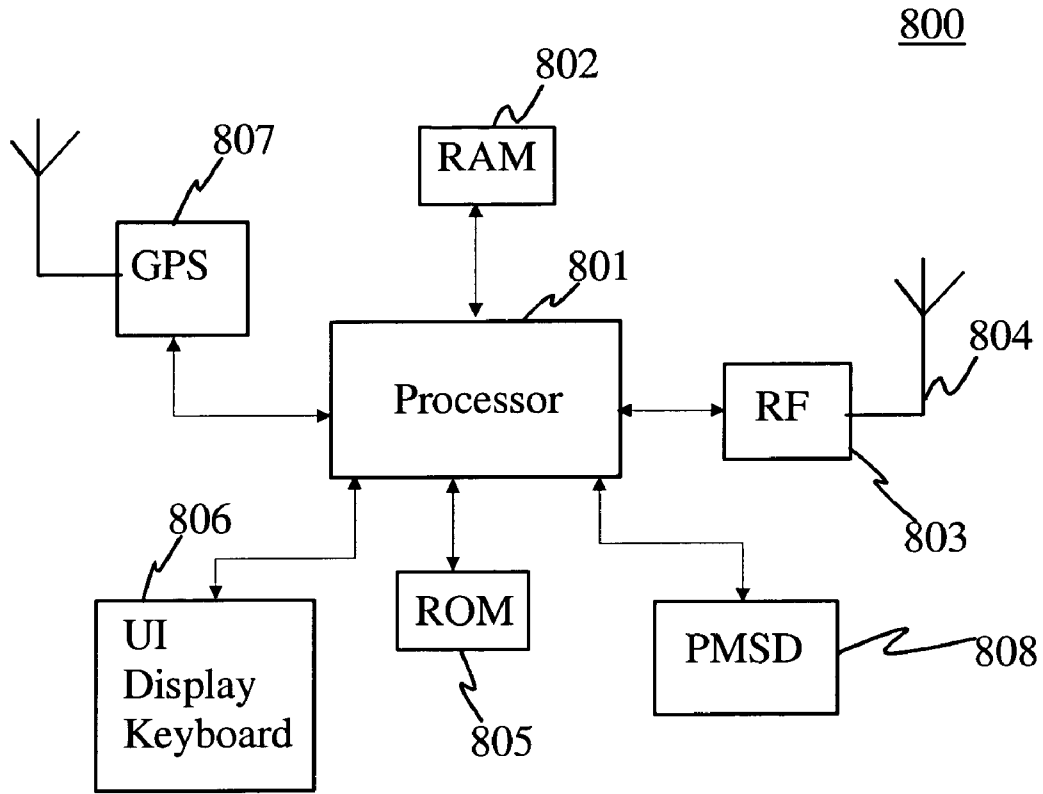 800
802
RAM
807
GPS
801
Processor
804
RF
803
806
UI
Display
Keyboard
ROM
805
PMSD
808